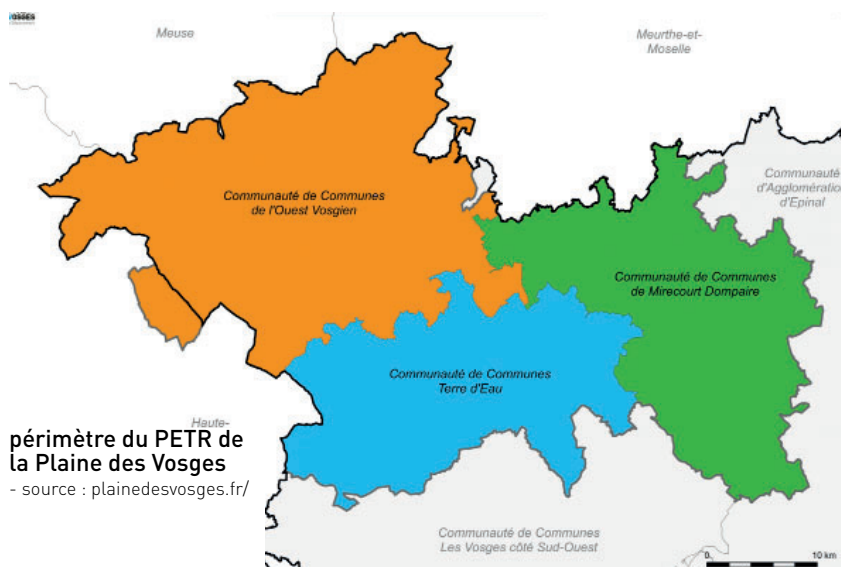 VOSGES
Meuse
Meurthe-et-
Moselle
Communauté
d'Agglomération
d'Epinal
Communauté de Communes
de l'Ouest Vosgien
Communauté de Communes
de Mirecourt Dompaire
Communauté de Communes
Terre d'Eau
Haute-
périmètre du PETR de
la Plaine des Vosges
- source : plainedesvosges.fr/
Communauté de Communes
Les Vosges côté Sud-Ouest
0 10 km